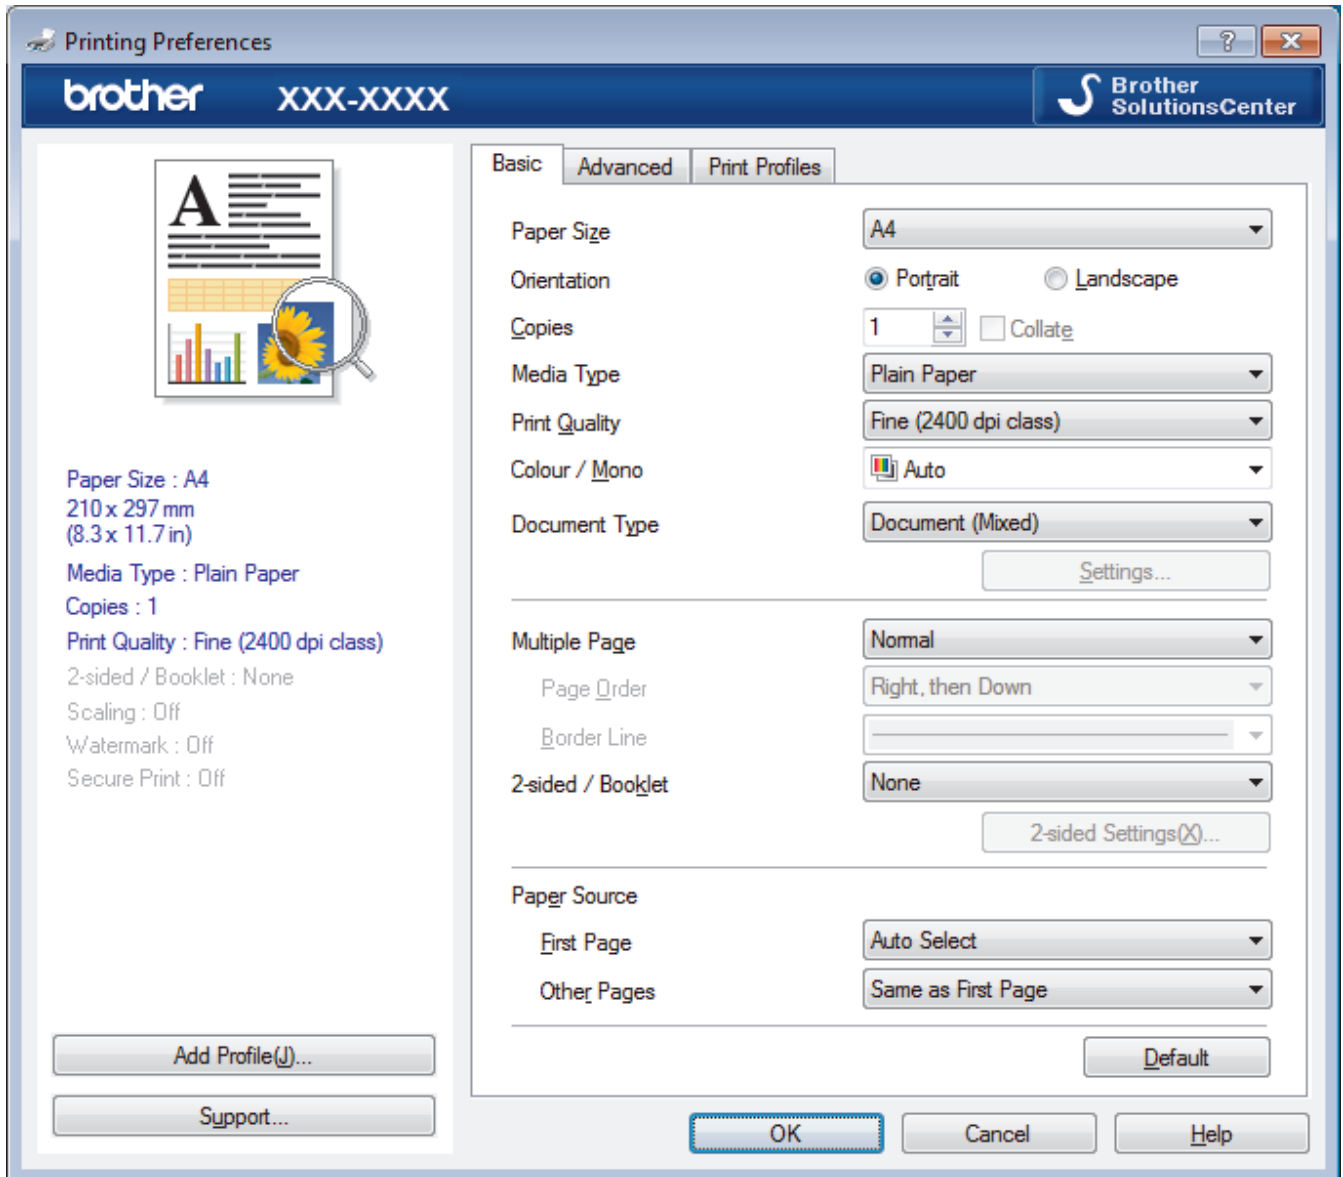 Printing Preferences
?
brother XXX-XXXX
Brother
SolutionsCenter
A
Paper Size : A4
210 x 297 mm
(8.3 x 11.7 in)
Media Type : Plain Paper
Copies : 1
Print Quality : Fine (2400 dpi class)
2-sided / Booklet : None
Scaling : Off
Watermark : Off
Secure Print : Off
Add Profile(J)...
Support...
Basic Advanced Print Profiles
Paper Size A4
Orientation Portrait Landscape
Copies 1 Collate
Media Type Plain Paper
Print Quality Fine (2400 dpi class)
Colour / Mono Auto
Document Type Document (Mixed)
Settings...
Multiple Page Normal
Page Order Right, then Down
Border Line
2-sided / Booklet None
2-sided Settings(X)...
Paper Source
First Page Auto Select
Other Pages Same as First Page
Default
OK Cancel Help